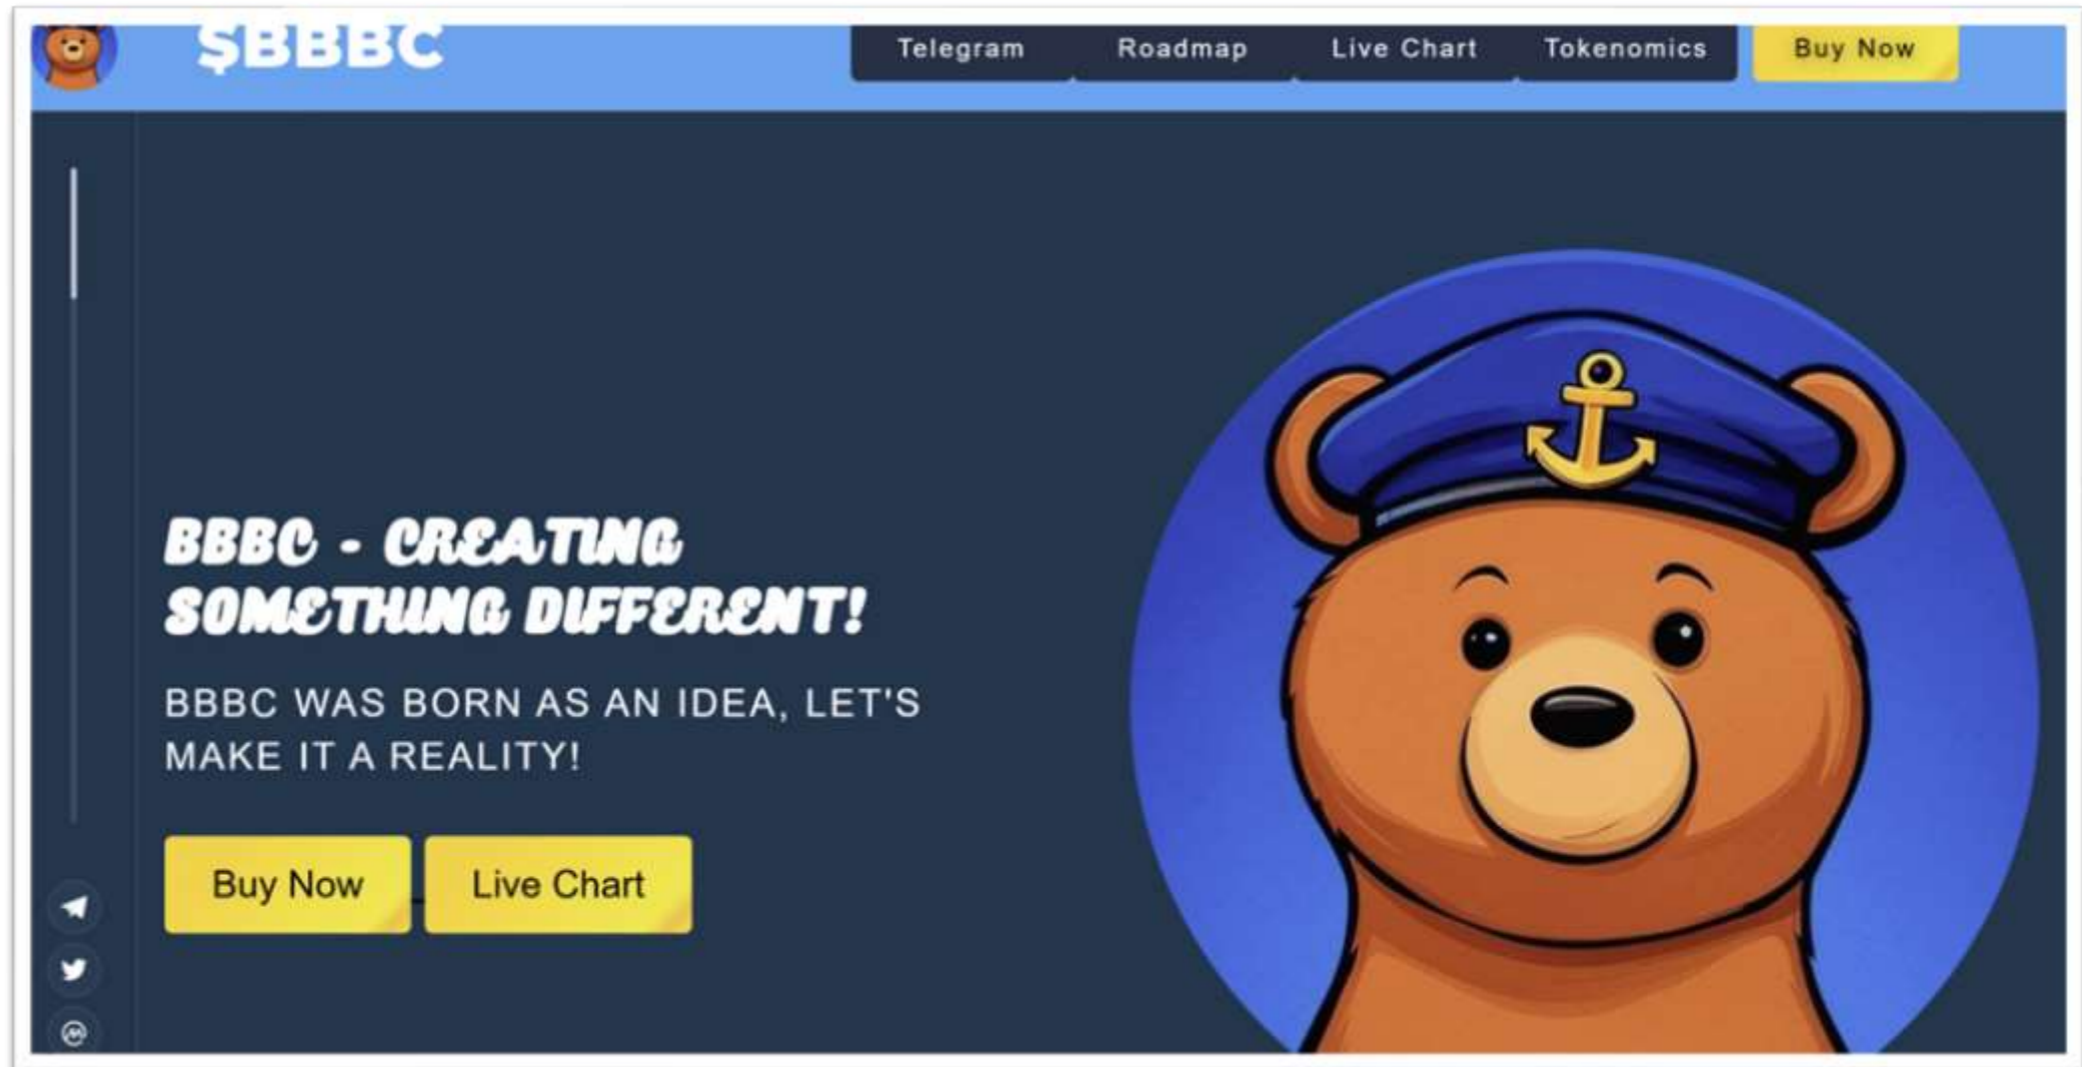 $BBBC
Telegram Roadmap Live Chart Tokenomics Buy Now
BBBC - CREATING
SOMETHING DIFFERENT!
BBBC WAS BORN AS AN IDEA, LET'S
MAKE IT A REALITY!
Buy Now Live Chart